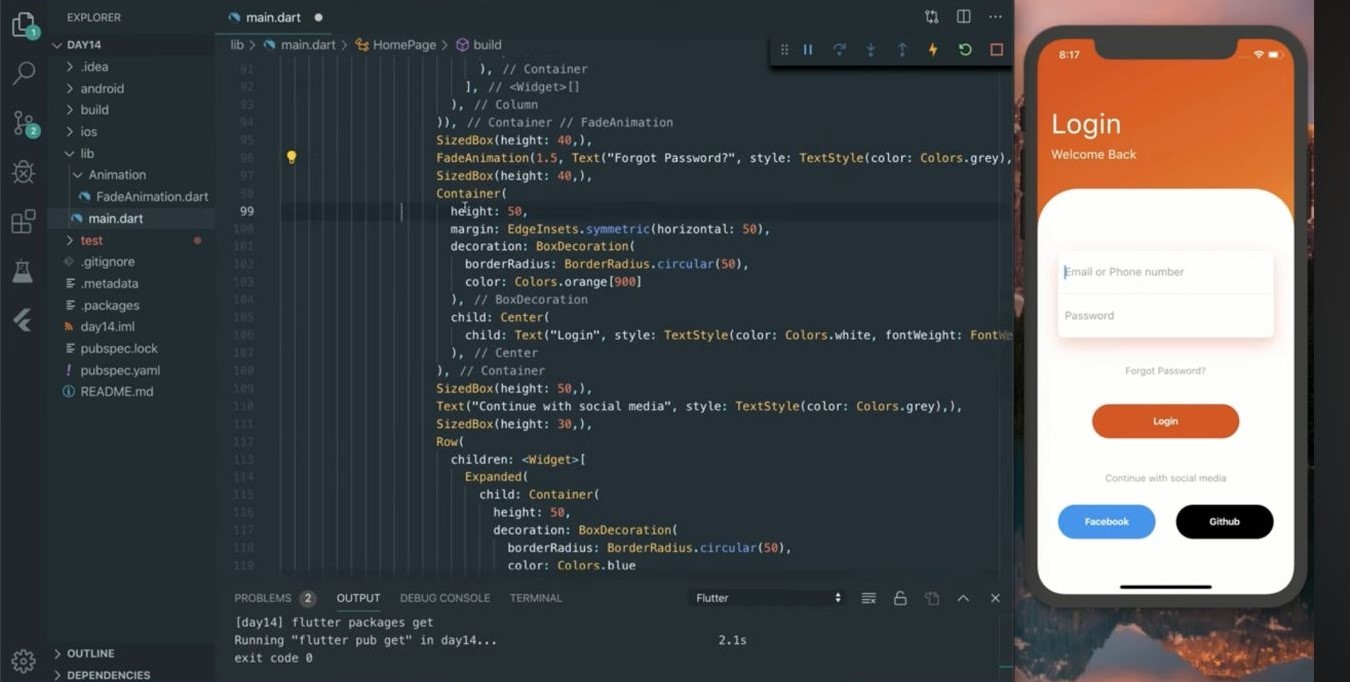 EXPLORER
main.dart
1
DAY14
lib > main.dart > HomePage > build
.idea
android
build
ios
2
lib
Animation
FadeAnimation.dart
main.dart
test
.gitignore
.metadata
.packages
day14.iml
pubspec.lock
pubspec.yaml
README.md
OUTLINE
DEPENDENCIES
91 ), // Container
92 ], // <Widget>[]
93 ), // Column
94 )), // Container // FadeAnimation
95 SizedBox(height: 40,),
96 FadeAnimation(1.5, Text("Forgot Password?", style: TextStyle(color: Colors.grey),
97 SizedBox(height: 40,),
98 Container(
99 height: 50,
100 margin: EdgeInsets.symmetric(horizontal: 50),
101 decoration: BoxDecoration(
102 borderRadius: BorderRadius.circular(50),
103 color: Colors.orange[900]
104 ), // BoxDecoration
105 child: Center(
106 child: Text("Login", style: TextStyle(color: Colors.white, fontWeight: FontWe
107 ), // Center
108 ), // Container
109 SizedBox(height: 50,),
110 Text("Continue with social media", style: TextStyle(color: Colors.grey),),
111 SizedBox(height: 30,),
112 Row(
113 children: <Widget>[
114 Expanded(
115 child: Container(
116 height: 50,
117 decoration: BoxDecoration(
118 borderRadius: BorderRadius.circular(50),
119 color: Colors.blue
PROBLEMS 2 OUTPUT DEBUG CONSOLE TERMINAL Flutter
[day14] flutter packages get
Running "flutter pub get" in day14... 2.1s
exit code 0
8:17
Login
Welcome Back
Email or Phone number
Password
Forgot Password?
Login
Continue with social media
Facebook Github